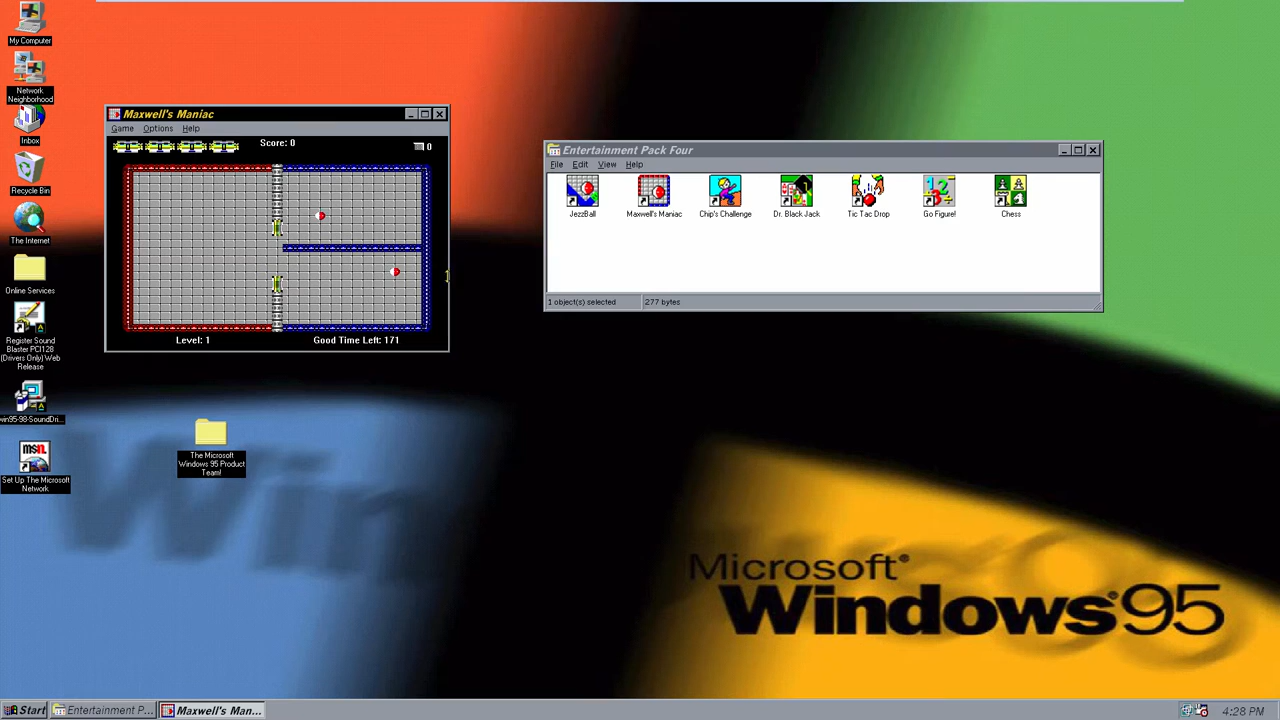 My Computer
Network
Neighborhood
Inbox
Recycle Bin
The Internet
Online Services
Register Sound
Blaster PCI128
(Drivers Only) Web
Release
win95-98-SoundDri...
msn
Set Up The Microsoft
Network
Maxwell's Maniac
Game Options Help
Score: 0
0
Level: 1
Good Time Left: 171
The Microsoft
Windows 95 Product
Team!
Entertainment Pack Four
File Edit View Help
JezzBall
Maxwell's Maniac
Chip's Challenge
Dr. Black Jack
Tic Tac Drop
Go Figure!
Chess
1 object(s) selected
277 bytes
Microsoft®
Windows®95
Start
Entertainment P...
Maxwell's Man...
4:28 PM